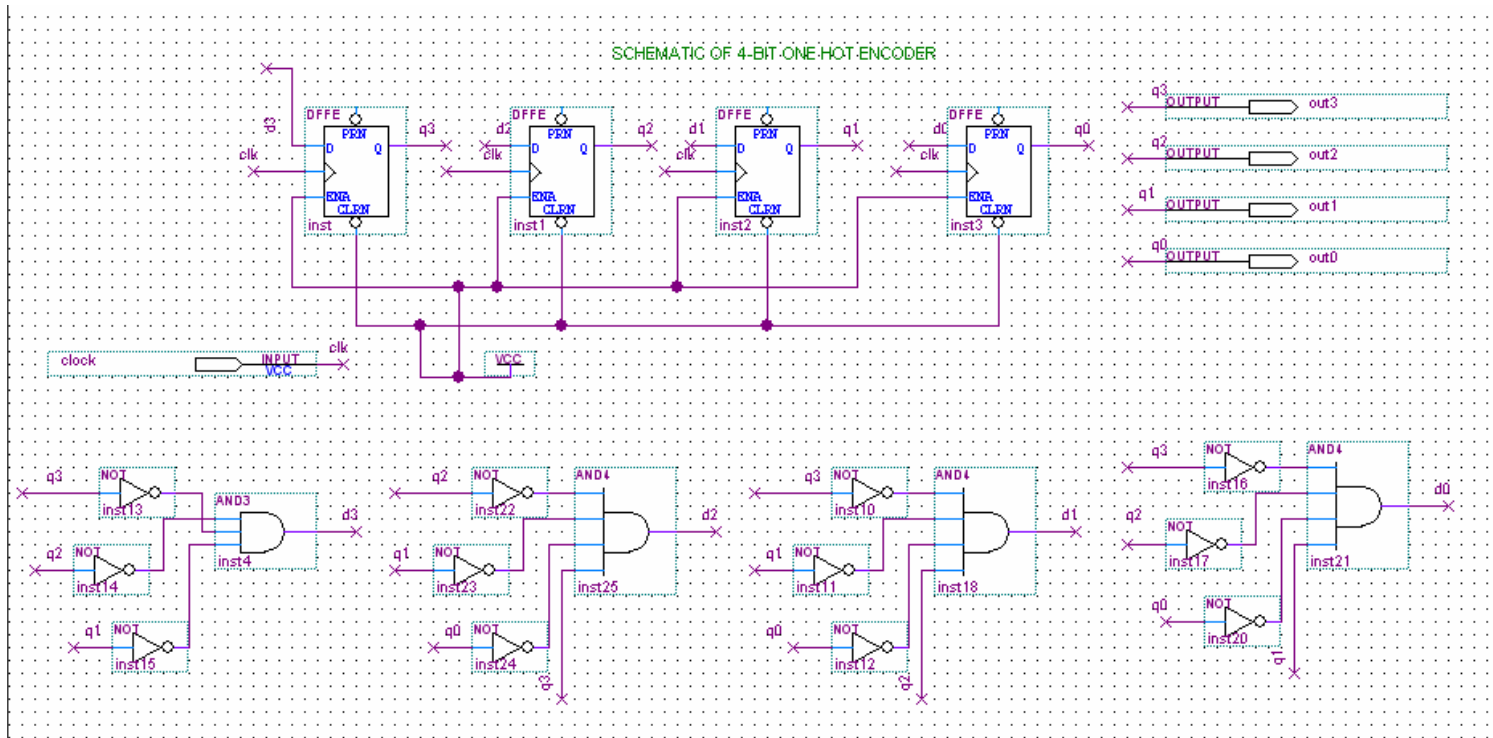 SCHEMATIC OF 4-BIT ONE HOT ENCODER
d3
clk
DFFE
PRN
D
Q
ENA
CLRN
inst
q3
d2
clk
DFFE
PRN
D
Q
ENA
CLRN
inst1
q2
d1
clk
DFFE
PRN
D
Q
ENA
CLRN
inst2
q1
d0
clk
DFFE
PRN
D
Q
ENA
CLRN
inst3
q0
q3
OUTPUT
out3
q2
OUTPUT
out2
q1
OUTPUT
out1
q0
OUTPUT
out0
clock
INPUT
VCC
clk
VCC
q3
NOT
inst13
q2
NOT
inst14
q1
NOT
inst15
AND3
inst4
d3
q2
NOT
inst22
q1
NOT
inst23
q0
NOT
inst24
q3
AND4
inst25
d2
q3
NOT
inst10
q1
NOT
inst11
q0
NOT
inst12
q2
AND4
inst18
d1
q3
NOT
inst16
q2
NOT
inst17
q0
NOT
inst20
q1
AND4
inst21
d0